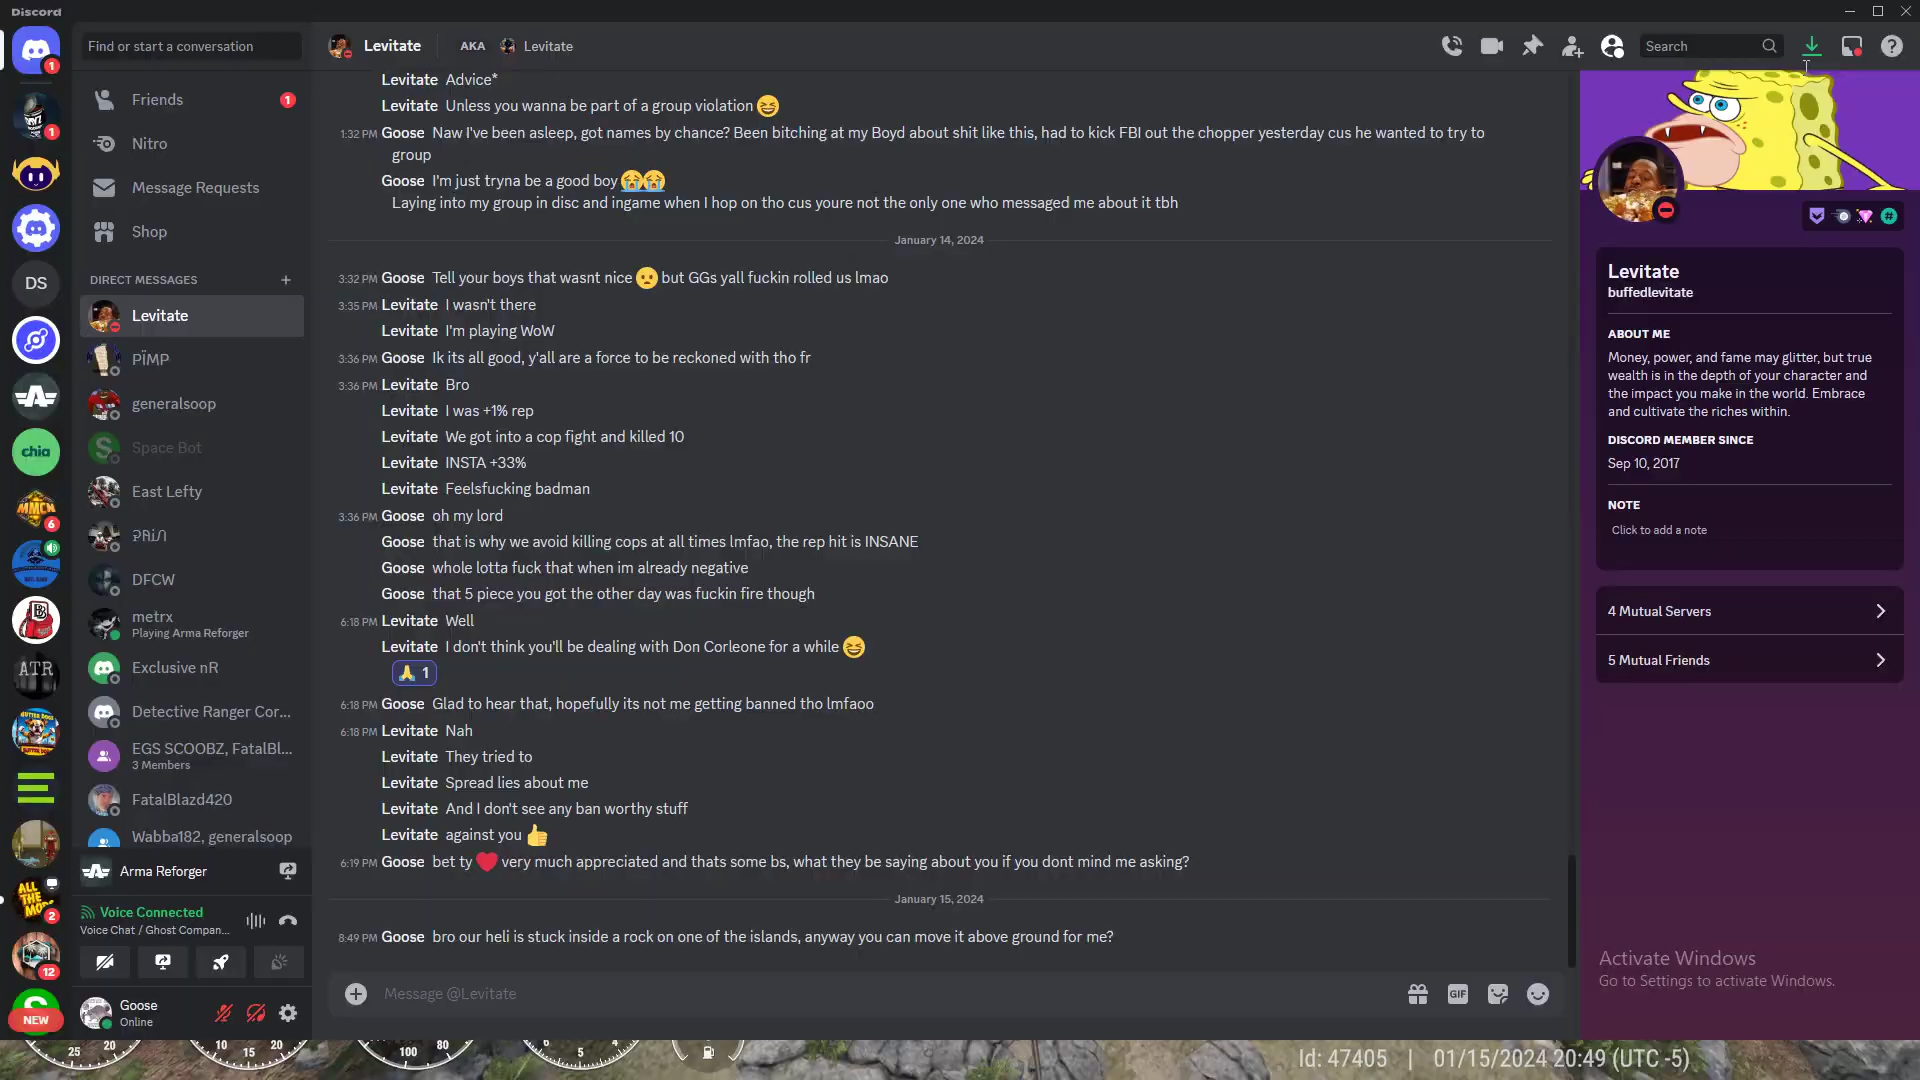 Discord
Find or start a conversation
Levitate
AKA
Levitate
Search
1
Friends
1
1
Nitro
Message Requests
Shop
DIRECT MESSAGES
DS
Levitate
PÏMP
generalsoop
Space Bot
chia
East Lefty
MMCN
6
DFCW
metrx
Playing Arma Reforger
Exclusive nR
ATR
Detective Ranger Cor...
EGS SCOOBZ, FatalBl...
3 Members
FatalBlazd420
Wabba182, generalsoop
Arma Reforger
ALL
THE
MO
2
Voice Connected
Voice Chat / Ghost Compan...
12
Goose
Online
NEW
Levitate Advice*
Levitate Unless you wanna be part of a group violation 😆
1:32 PM Goose Naw I've been asleep, got names by chance? Been bitching at my Boyd about shit like this, had to kick FBI out the chopper yesterday cus he wanted to try to
group
Goose I'm just tryna be a good boy 😭😭
Laying into my group in disc and ingame when I hop on tho cus youre not the only one who messaged me about it tbh
January 14, 2024
3:32 PM Goose Tell your boys that wasnt nice 🙁 but GGs yall fuckin rolled us lmao
3:35 PM Levitate I wasn't there
Levitate I'm playing WoW
3:36 PM Goose Ik its all good, y'all are a force to be reckoned with tho fr
3:36 PM Levitate Bro
Levitate I was +1% rep
Levitate We got into a cop fight and killed 10
Levitate INSTA +33%
Levitate Feelsfucking badman
3:36 PM Goose oh my lord
Goose that is why we avoid killing cops at all times lmfao, the rep hit is INSANE
Goose whole lotta fuck that when im already negative
Goose that 5 piece you got the other day was fuckin fire though
6:18 PM Levitate Well
Levitate I don't think you'll be dealing with Don Corleone for a while 😆
🙏 1
6:18 PM Goose Glad to hear that, hopefully its not me getting banned tho lmfaoo
6:18 PM Levitate Nah
Levitate They tried to
Levitate Spread lies about me
Levitate And I don't see any ban worthy stuff
Levitate against you 👍
6:19 PM Goose bet ty ❤ very much appreciated and thats some bs, what they be saying about you if you dont mind me asking?
January 15, 2024
8:49 PM Goose bro our heli is stuck inside a rock on one of the islands, anyway you can move it above ground for me?
Message @Levitate
GIF
Levitate
buffedlevitate
ABOUT ME
Money, power, and fame may glitter, but true
wealth is in the depth of your character and
the impact you make in the world. Embrace
and cultivate the riches within.
DISCORD MEMBER SINCE
Sep 10, 2017
NOTE
Click to add a note
4 Mutual Servers
5 Mutual Friends
Activate Windows
Go to Settings to activate Windows.
25 30
10 15 20
80 100
4 5 6
Id: 47405 | 01/15/2024 20:49 (UTC -5)